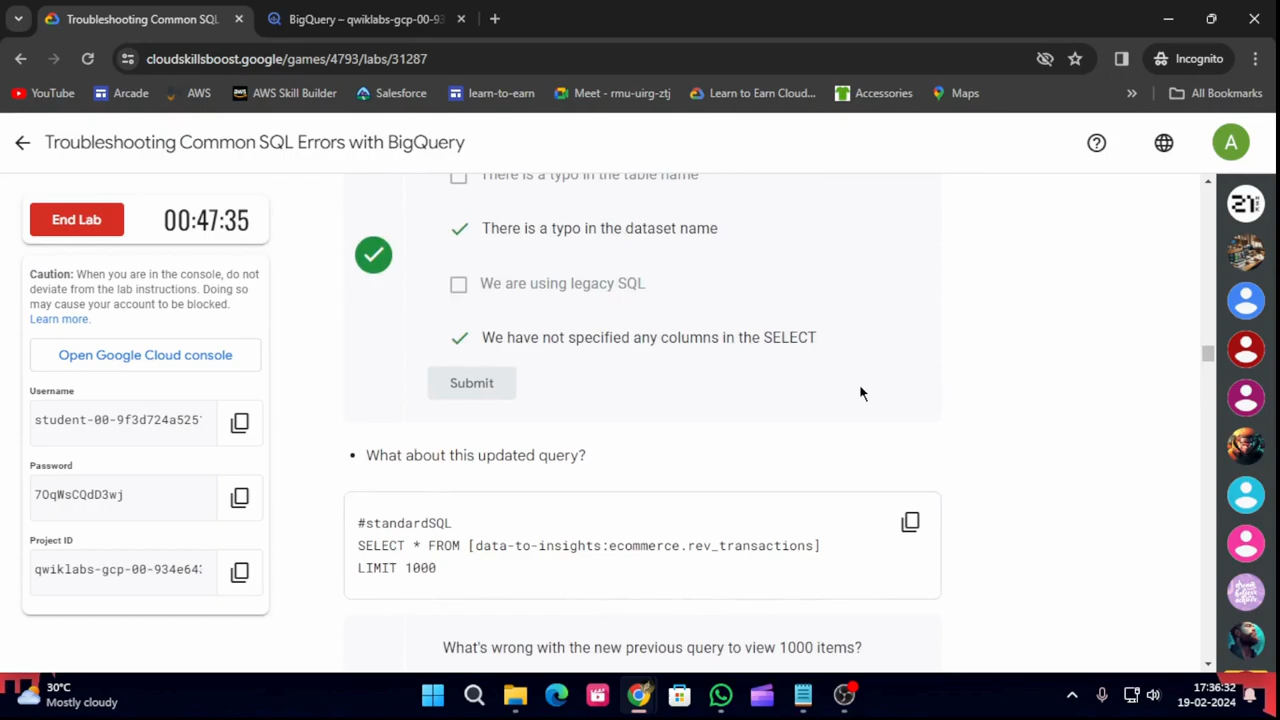 Troubleshooting Common SQL
BigQuery – qwiklabs-gcp-00-93
cloudskillsboost.google/games/4793/labs/31287
Incognito
YouTube
Arcade
AWS
AWS Skill Builder
Salesforce
learn-to-earn
Meet - rmu-uirg-ztj
Learn to Earn Cloud...
Accessories
Maps
All Bookmarks
Troubleshooting Common SQL Errors with BigQuery
A
End Lab
00:47:35
Caution: When you are in the console, do not
deviate from the lab instructions. Doing so
may cause your account to be blocked.
Learn more.
Open Google Cloud console
Username
student-00-9f3d724a525
Password
7OqWsCQdD3wj
Project ID
qwiklabs-gcp-00-934e64
There is a typo in the table name
There is a typo in the dataset name
We are using legacy SQL
We have not specified any columns in the SELECT
Submit
• What about this updated query?
#standardSQL
SELECT * FROM [data-to-insights:ecommerce.rev_transactions]
LIMIT 1000
What's wrong with the new previous query to view 1000 items?
30°C
Mostly cloudy
17:36:32
19-02-2024